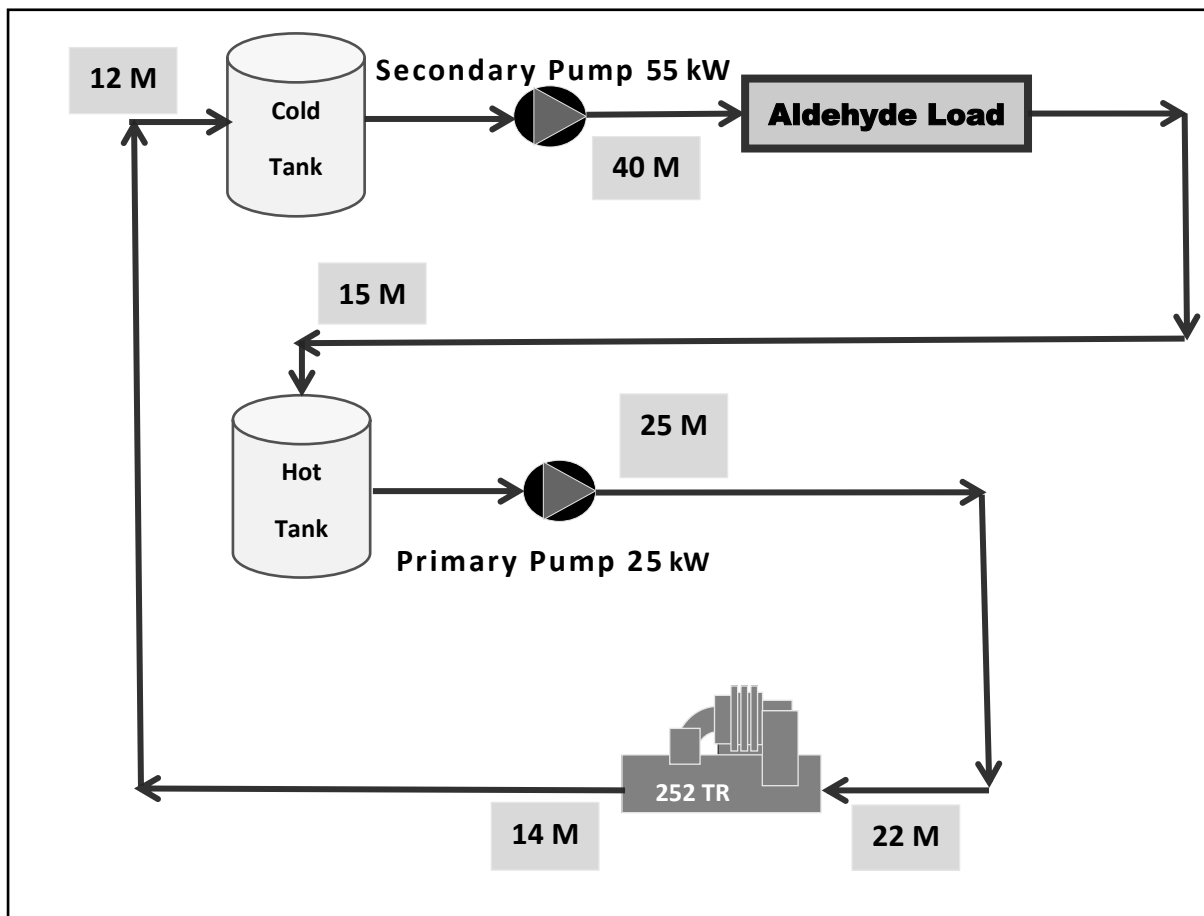 12 M
Secondary Pump 55 kW
Cold
Tank
Aldehyde Load
40 M
15 M
Hot
Tank
25 M
Primary Pump 25 kW
252 TR
14 M
22 M